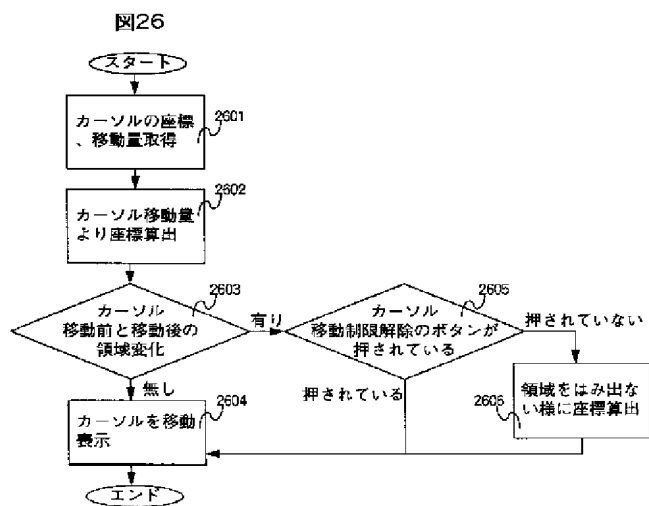 図26
スタート
カーソルの座標
、移動量取得
2601
カーソル移動量
より座標算出
2602
カーソル
移動前と移動後の
領域変化
2603
有り
無し
カーソル
移動制限解除のボタンが
押されている
2605
押されていない
押されている
領域をはみ出な
い様に座標算出
2606
カーソルを移動
表示
2604
エンド